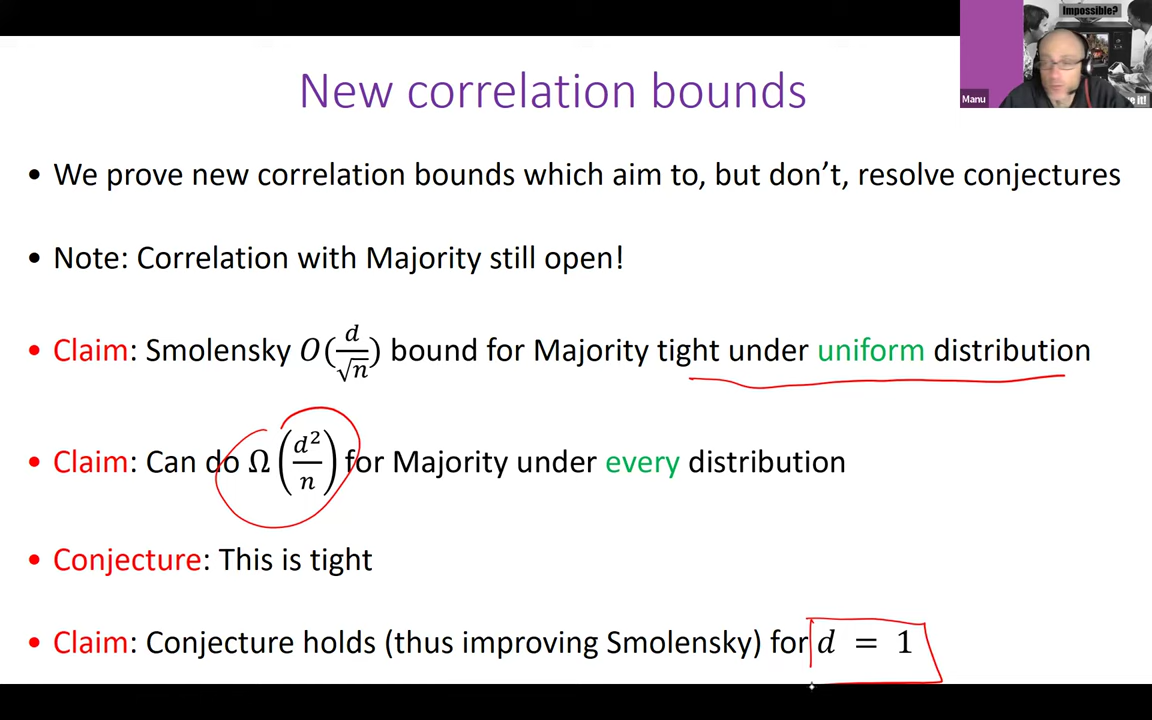 Impossible?
Manu
e it!
New correlation bounds
• We prove new correlation bounds which aim to, but don’t, resolve conjectures
• Note: Correlation with Majority still open!
• Claim: Smolensky O(d/√n) bound for Majority tight under uniform distribution
• Claim: Can do Ω(d²/n) for Majority under every distribution
• Conjecture: This is tight
• Claim: Conjecture holds (thus improving Smolensky) for d = 1